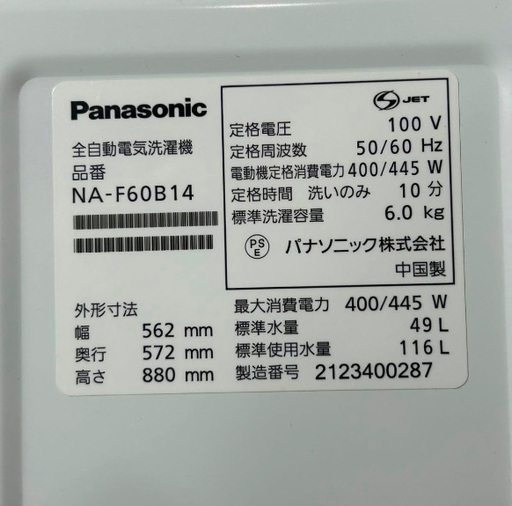 Panasonic
全自動電気洗濯機
品番
NA-F60B14
外形寸法
幅 562 mm
奥行 572 mm
高さ 880 mm
S JET
定格電圧 100 V
定格周波数 50/60 Hz
電動機定格消費電力 400/445 W
定格時間 洗いのみ 10 分
標準洗濯容量 6.0 kg
PSE パナソニック株式会社
中国製
最大消費電力 400/445 W
標準水量 49 L
標準使用水量 116 L
製造番号 2123400287